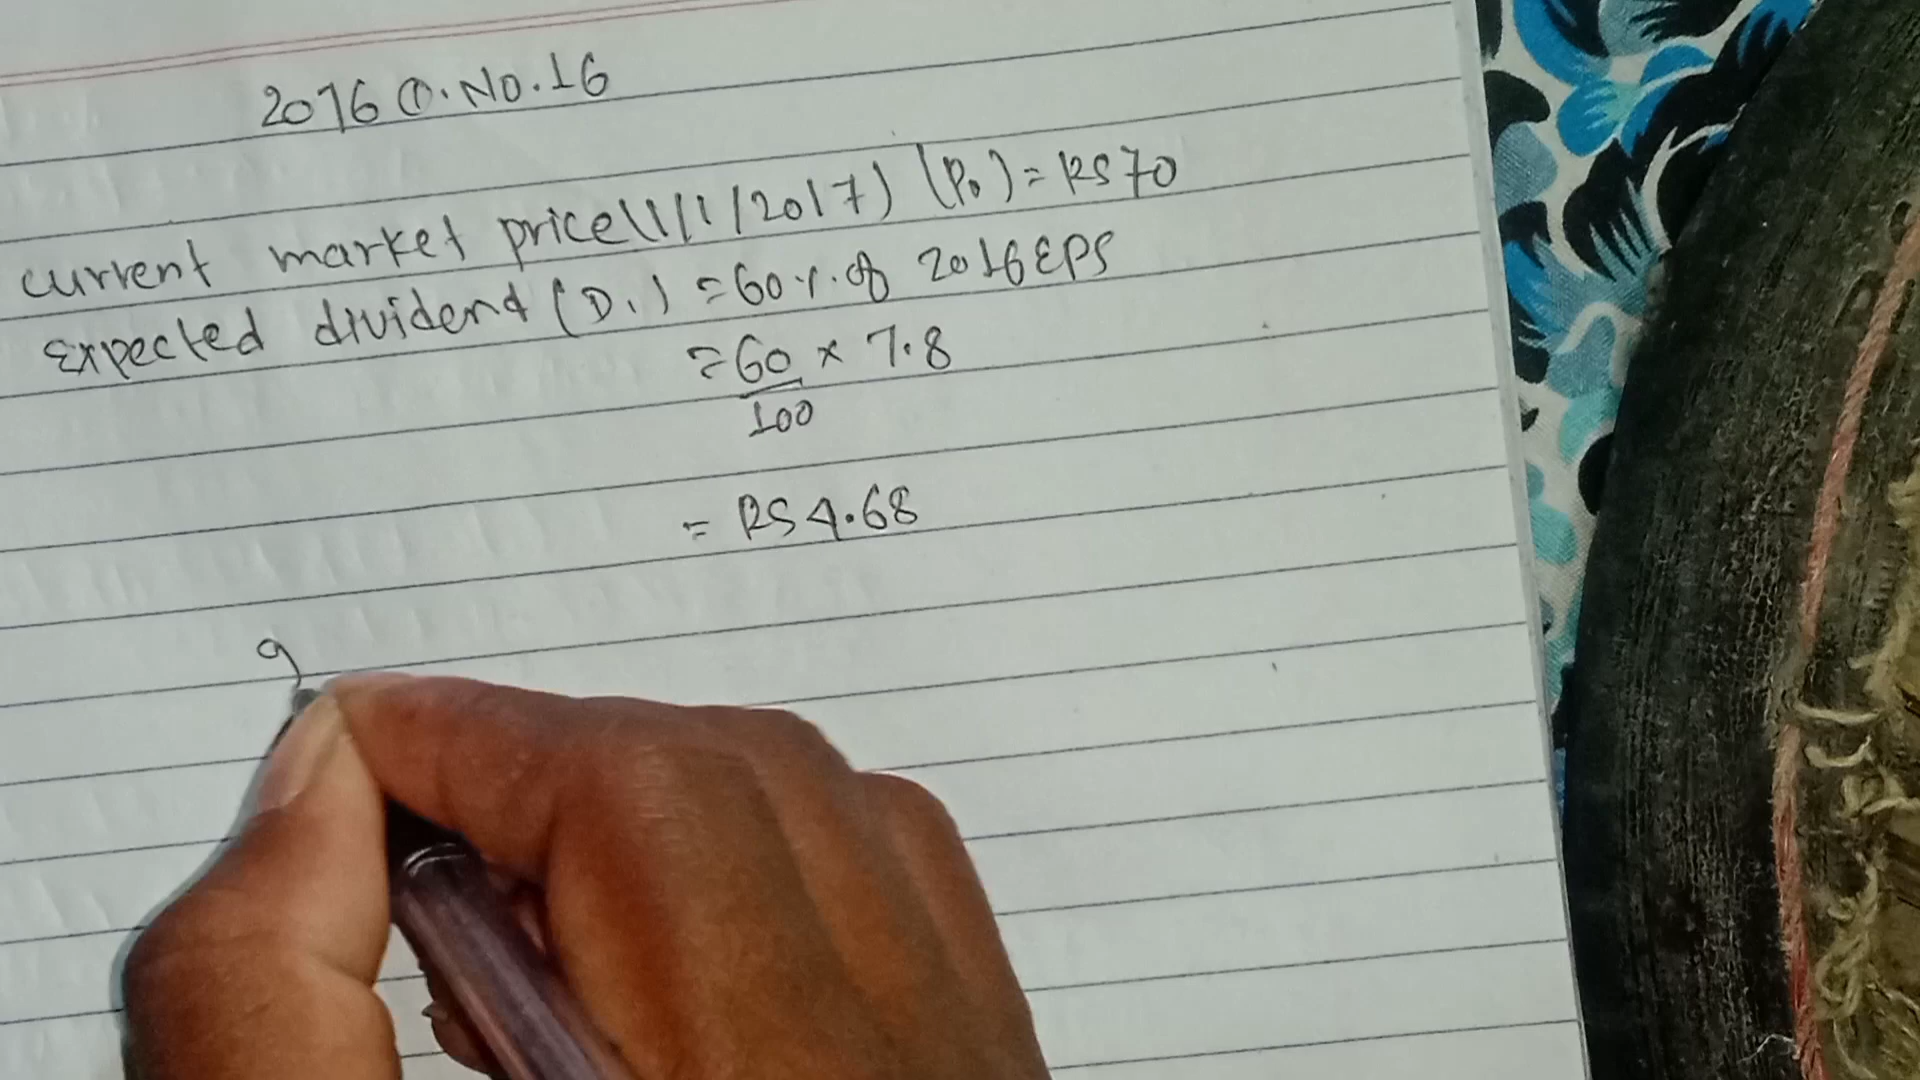 2076 Q.NO.16
current market price(1/1/2017) (P₀) = RS 70
Expected dividend (D₁) = 60% of 2016 EPS
= 60/100 × 7.8
= RS 4.68
g